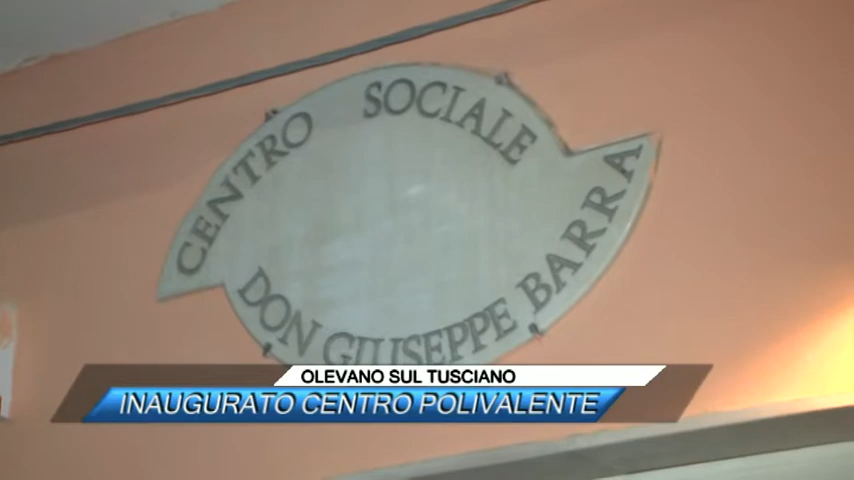 CENTRO SOCIALE
DON GIUSEPPE BARRA
OLEVANO SUL TUSCIANO
INAUGURATO CENTRO POLIVALENTE